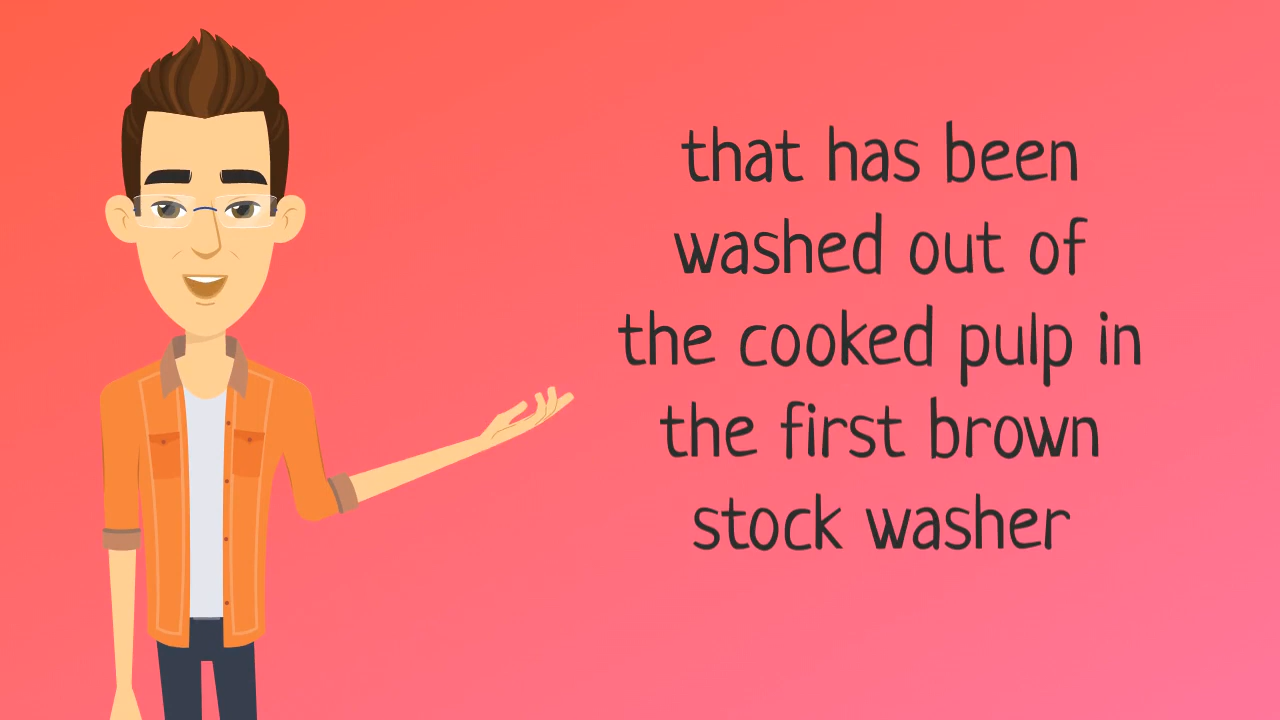 that has been
washed out of
the cooked pulp in
the first brown
stock washer